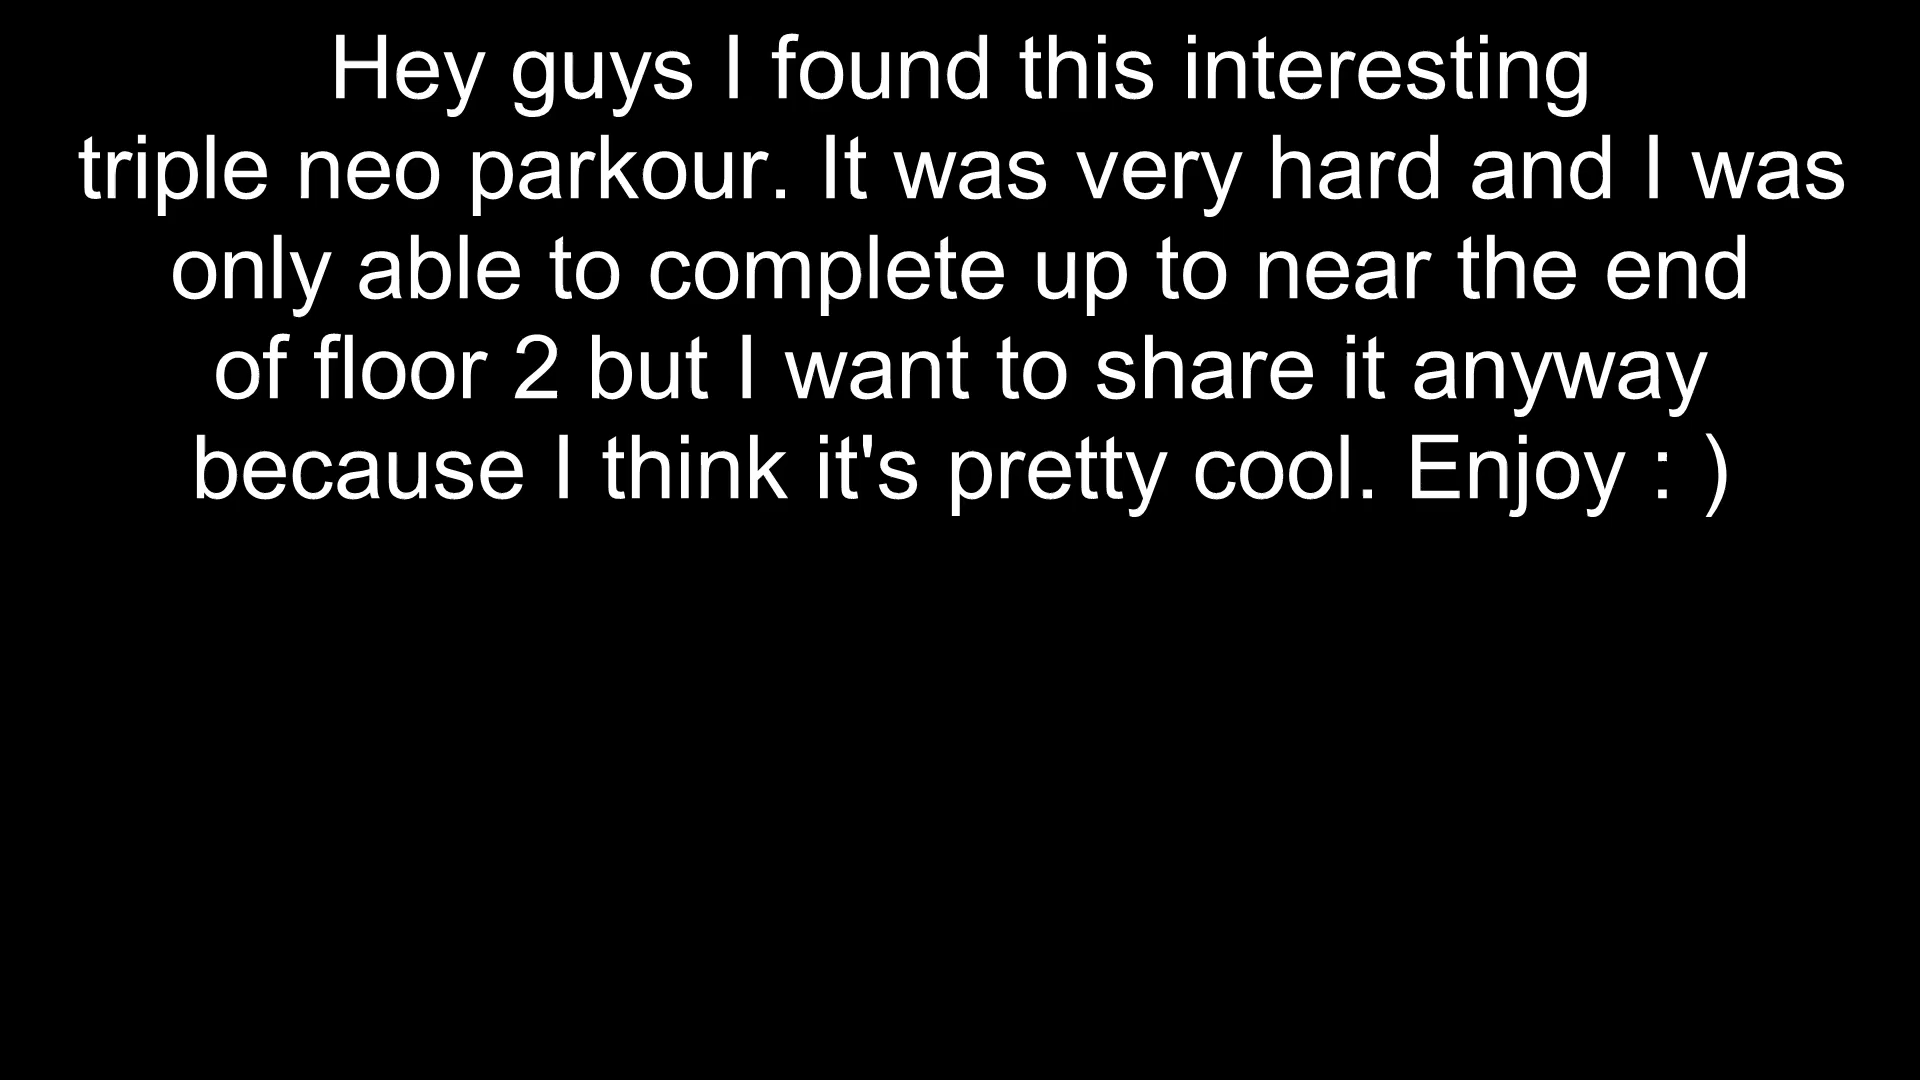 Hey guys I found this interesting
triple neo parkour. It was very hard and I was
only able to complete up to near the end
of floor 2 but I want to share it anyway
because I think it's pretty cool. Enjoy : )